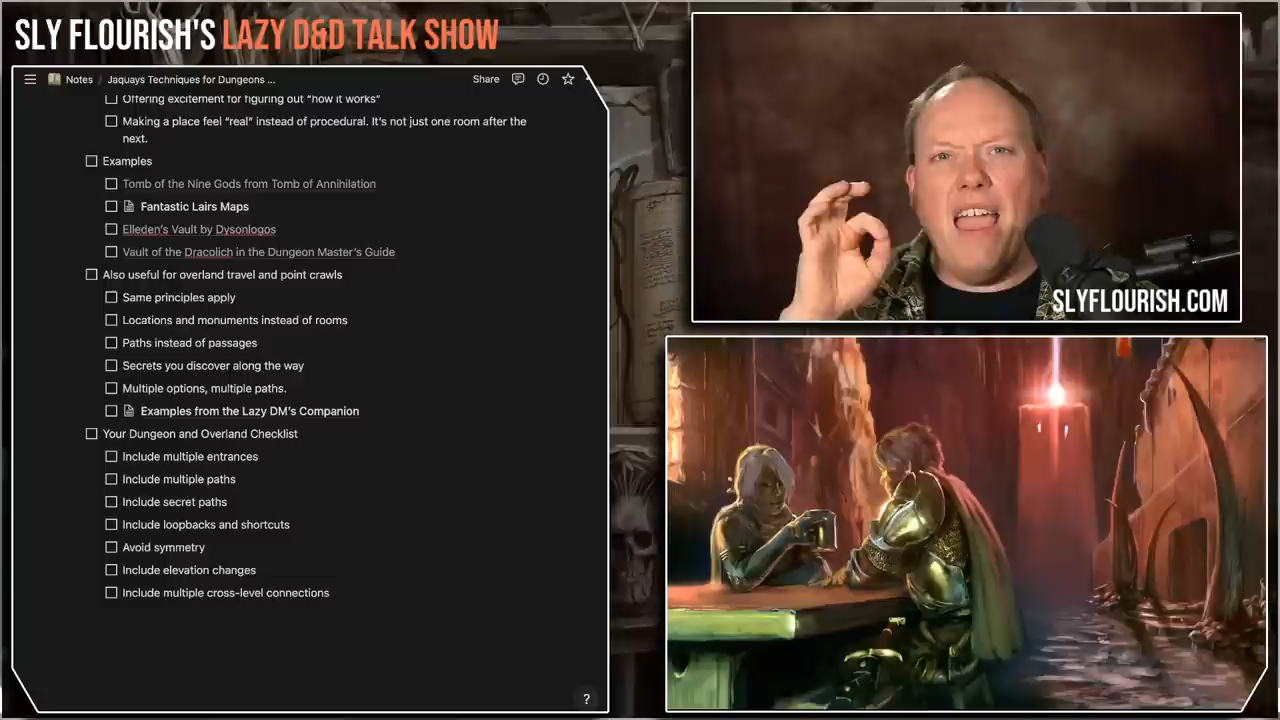 SLY FLOURISH'S LAZY D&D TALK SHOW
Notes / Jaquays Techniques for Dungeons ...
Share
Offering excitement for figuring out “how it works”
Making a place feel “real” instead of procedural. It's not just one room after the
next.
Examples
Tomb of the Nine Gods from Tomb of Annihilation
Fantastic Lairs Maps
Elleden's Vault by Dysonlogos
Vault of the Dracolich in the Dungeon Master's Guide
Also useful for overland travel and point crawls
Same principles apply
Locations and monuments instead of rooms
Paths instead of passages
Secrets you discover along the way
Multiple options, multiple paths.
Examples from the Lazy DM's Companion
Your Dungeon and Overland Checklist
Include multiple entrances
Include multiple paths
Include secret paths
Include loopbacks and shortcuts
Avoid symmetry
Include elevation changes
Include multiple cross-level connections
?
SLYFLOURISH.COM